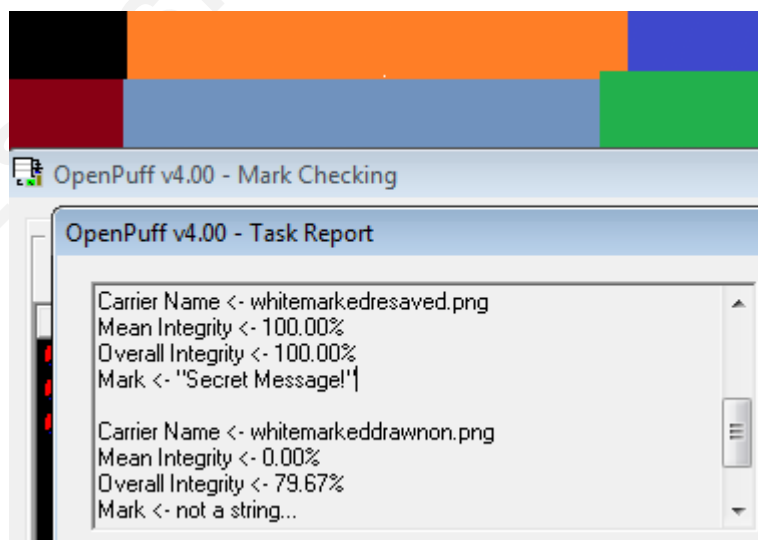 OpenPuff v4.00 - Mark Checking
OpenPuff v4.00 - Task Report
Carrier Name <- whitemarkedresaved.png
Mean Integrity <- 100.00%
Overall Integrity <- 100.00%
Mark <- "Secret Message!"
Carrier Name <- whitemarkeddrawnon.png
Mean Integrity <- 0.00%
Overall Integrity <- 79.67%
Mark <- not a string...